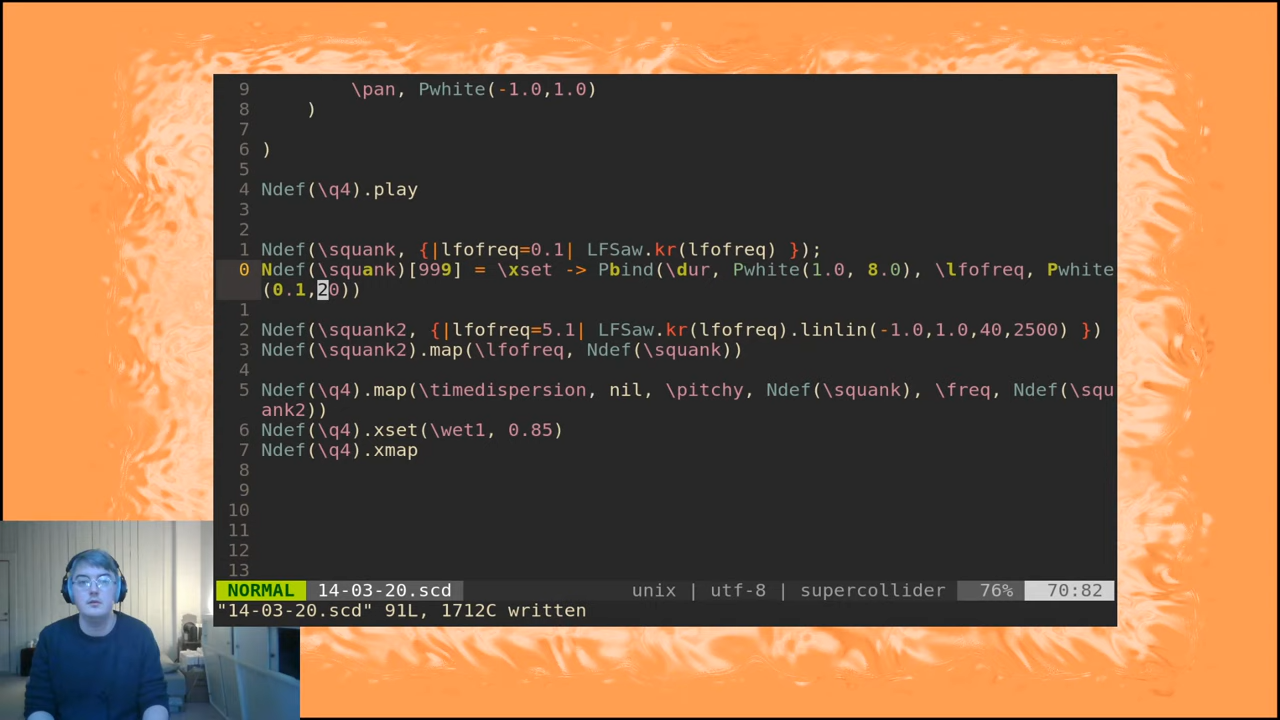 9         \pan, Pwhite(-1.0,1.0)
8     )
7
6 )
5
4 Ndef(\q4).play
3
2
1 Ndef(\squank, {|lfofreq=0.1| LFSaw.kr(lfofreq) });
0 Ndef(\squank)[999] = \xset -> Pbind(\dur, Pwhite(1.0, 8.0), \lfofreq, Pwhite
(0.1,20))
1
2 Ndef(\squank2, {|lfofreq=5.1| LFSaw.kr(lfofreq).linlin(-1.0,1.0,40,2500) })
3 Ndef(\squank2).map(\lfofreq, Ndef(\squank))
4
5 Ndef(\q4).map(\timedispersion, nil, \pitchy, Ndef(\squank), \freq, Ndef(\squ
ank2))
6 Ndef(\q4).xset(\wet1, 0.85)
7 Ndef(\q4).xmap
8
9
10
11
12
13
NORMAL 14-03-20.scd unix | utf-8 | supercollider 76% 70:82
"14-03-20.scd" 91L, 1712C written